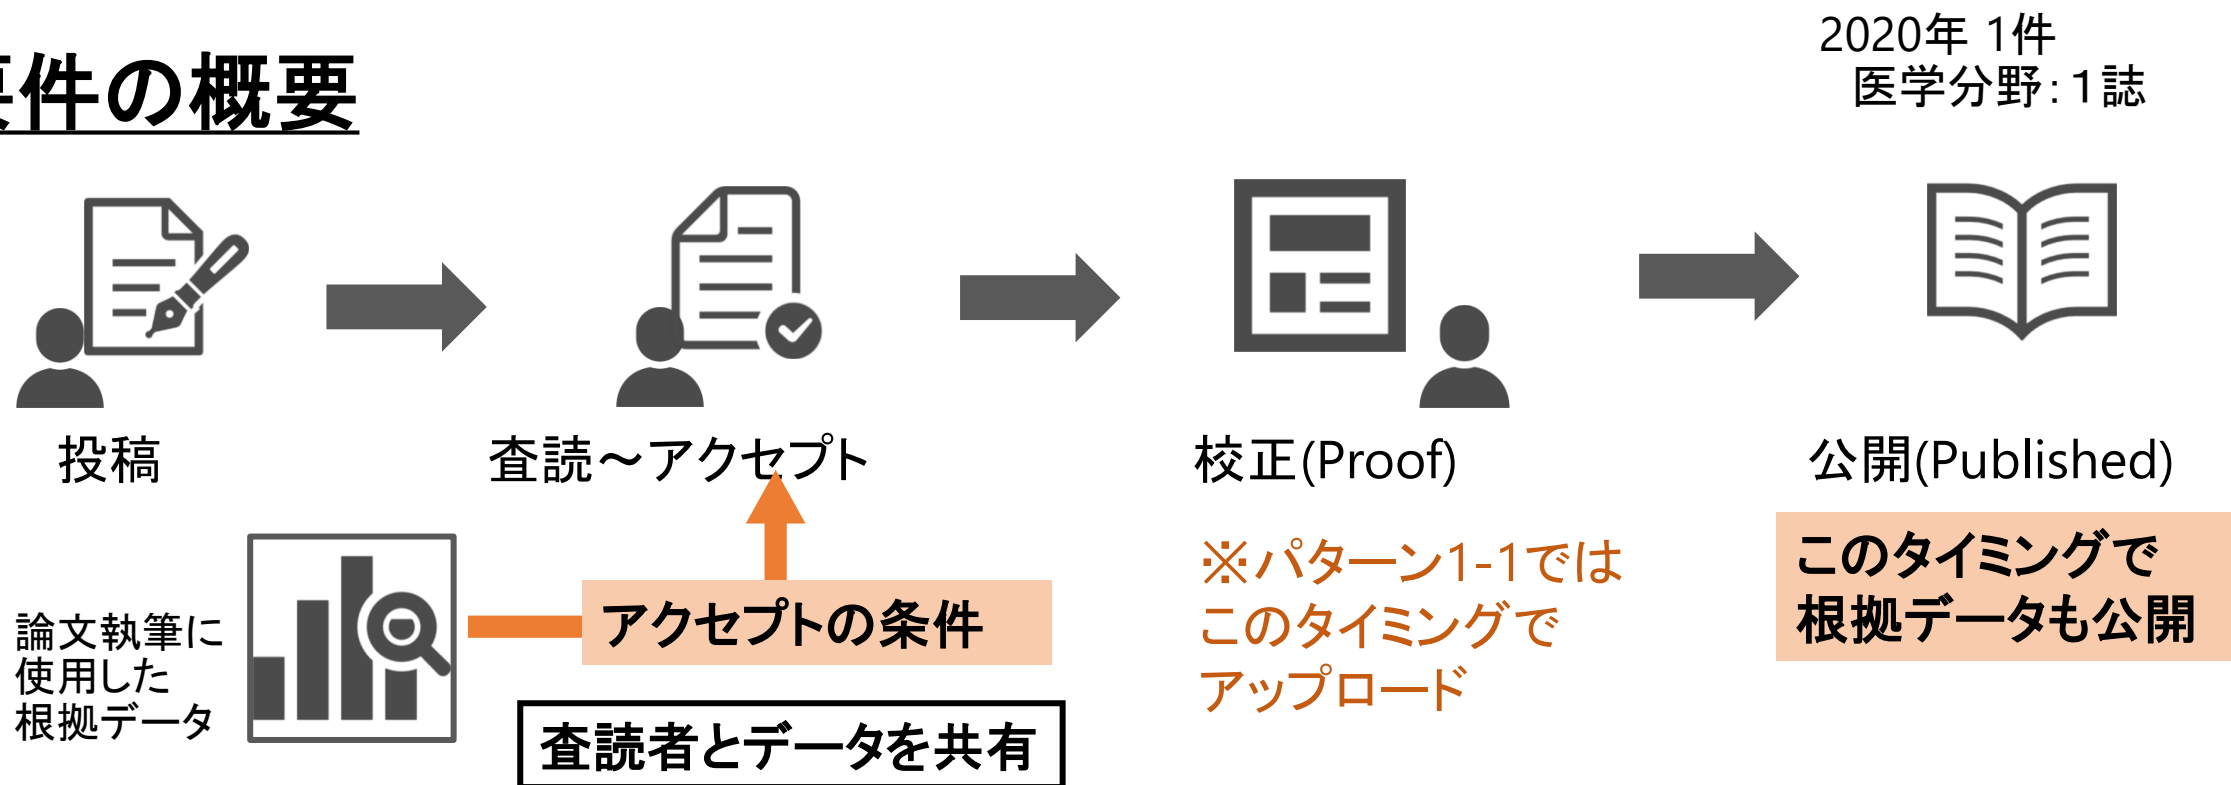 要件の概要
2020年 1件
医学分野：1誌
投稿
査読～アクセプト
校正(Proof)
公開(Published)
論文執筆に
使用した
根拠データ
アクセプトの条件
査読者とデータを共有
※パターン1-1では
このタイミングで
アップロード
このタイミングで
根拠データも公開